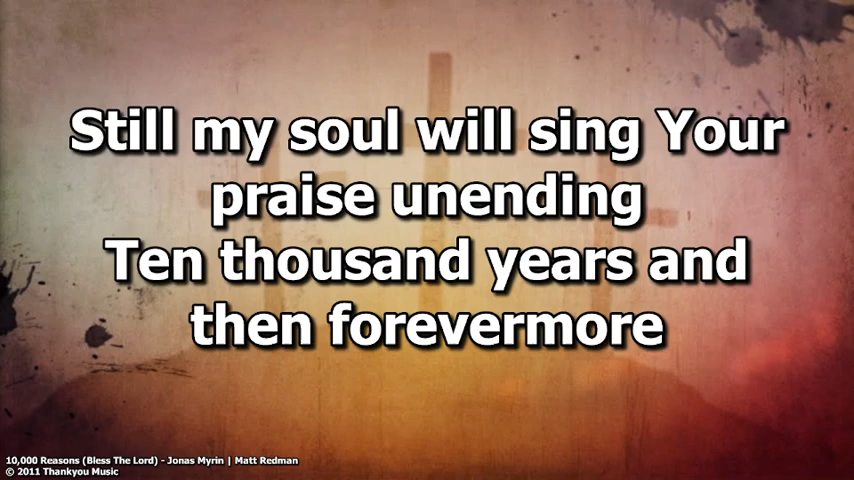 Still my soul will sing Your
praise unending
Ten thousand years and
then forevermore
10,000 Reasons (Bless The Lord) - Jonas Myrin | Matt Redman
© 2011 Thankyou Music